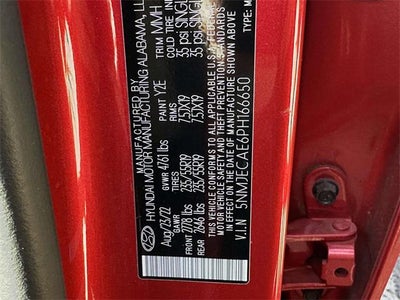 MANUFACTURED BY
HYUNDAI MOTOR MANUFACTURING ALABAMA, LLC
Aug/23/22 GVWR 4761 lbs PAINT Y2E TRIM MMH
GAWR TIRES RIMS COLD TIRE
FRONT 2778 lbs 235/55R19 7.5JX19 35 psi SINGL
REAR 2646 lbs 235/55R19 7.5JX19 35 psi SINGL
THIS VEHICLE CONFORMS TO ALL APPLICABLE U.S. FEDERAL
MOTOR VEHICLE SAFETY AND THEFT PREVENTION STANDARDS
IN EFFECT ON THE DATE OF MANUFACTURE SHOWN ABOVE.
V.I.N 5NMJECAE6PH166650